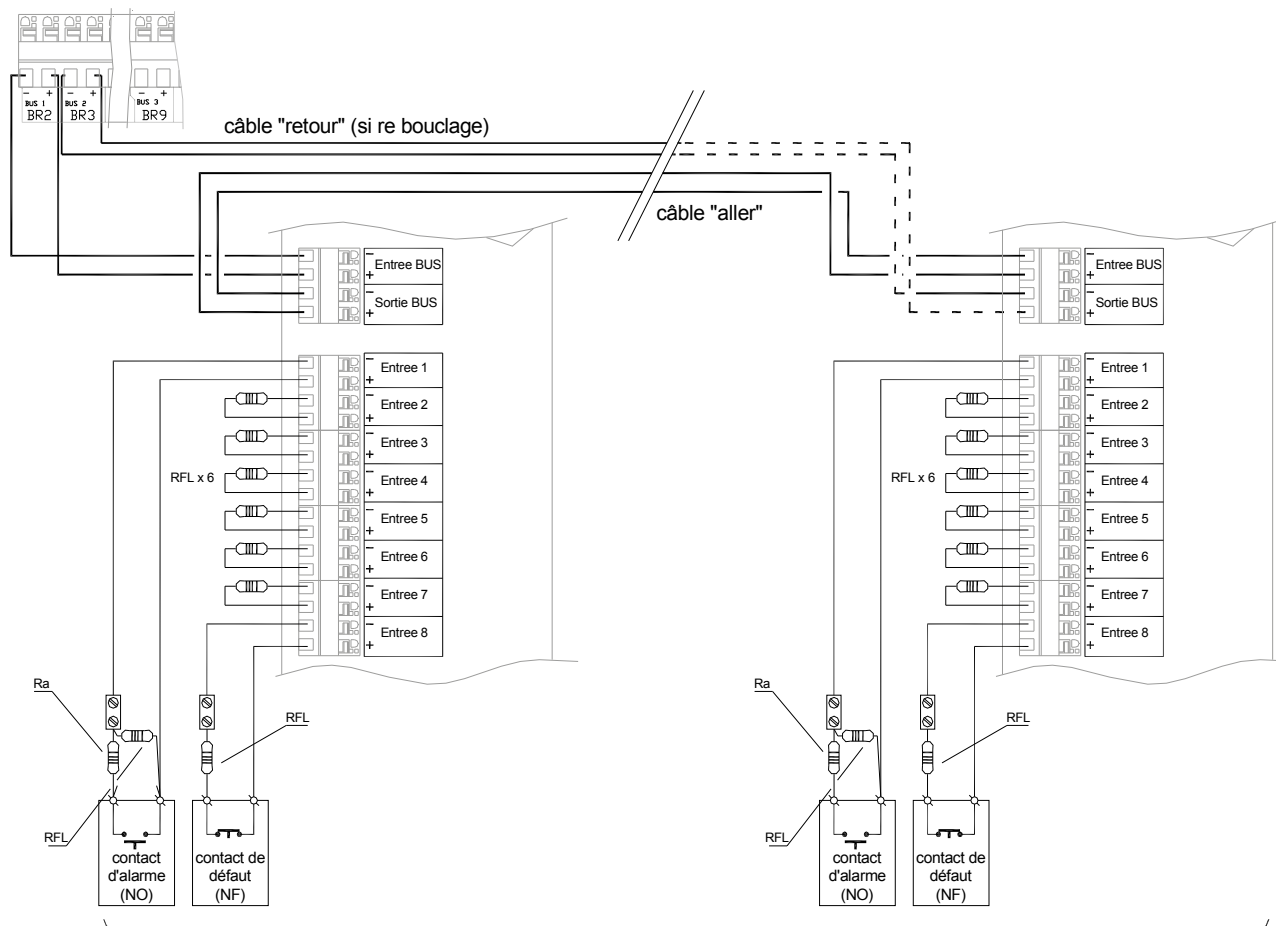 - + - + - +
BUS 1 BUS 2 BUS 3
BR2 BR3 BR9
câble "retour" (si re bouclage)
câble "aller"
- Entree BUS
+
- Sortie BUS
+
- Entree 1
+
- Entree 2
+
- Entree 3
+
- Entree 4
+
- Entree 5
+
- Entree 6
+
- Entree 7
+
- Entree 8
+
RFL x 6
Ra
RFL
RFL
contact
d'alarme
(NO)
contact de
défaut
(NF)
- Entree BUS
+
- Sortie BUS
+
- Entree 1
+
- Entree 2
+
- Entree 3
+
- Entree 4
+
- Entree 5
+
- Entree 6
+
- Entree 7
+
- Entree 8
+
RFL x 6
Ra
RFL
RFL
contact
d'alarme
(NO)
contact de
défaut
(NF)